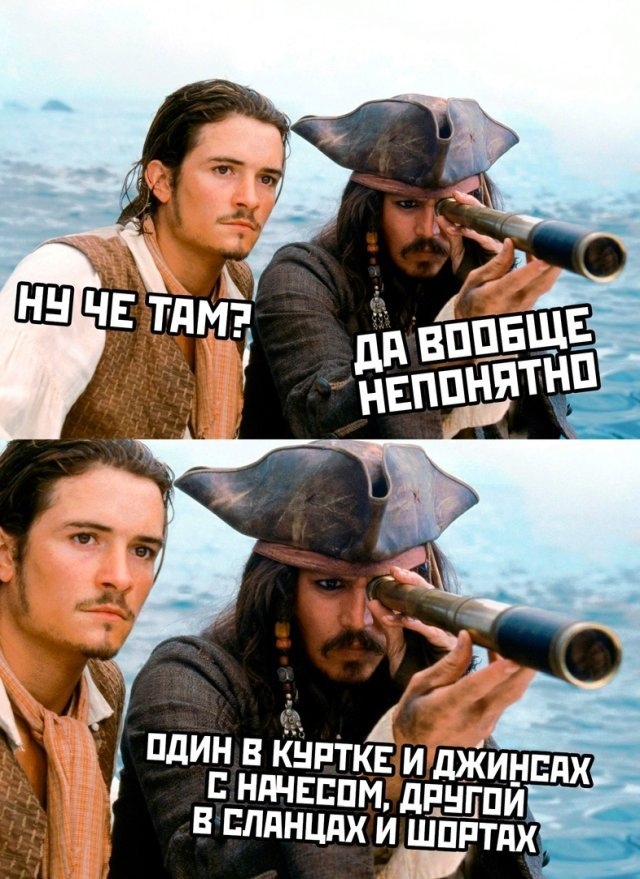 НУ ЧЕ ТАМ?
ДА ВООБЩЕ
НЕПОНЯТНО
ОДИН В КУРТКЕ И ДЖИНСАХ
С НАЧЕСОМ, ДРУГОЙ
В СЛАНЦАХ И ШОРТАХ